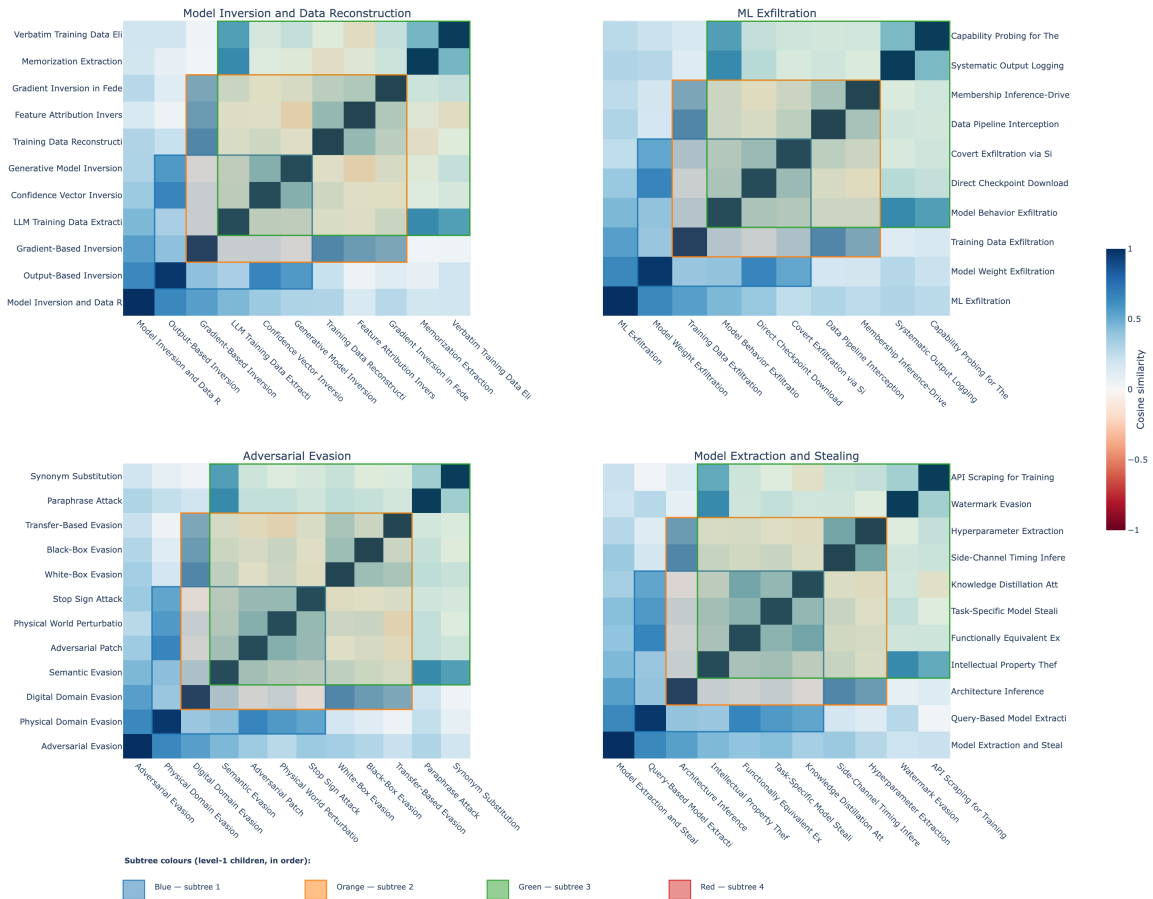 Model Inversion and Data Reconstruction
Verbatim Training Data Eli
Memorization Extraction
Gradient Inversion in Fede
Feature Attribution Invers
Training Data Reconstructi
Generative Model Inversion
Confidence Vector Inversio
LLM Training Data Extracti
Gradient-Based Inversion
Output-Based Inversion
Model Inversion and Data R
Model Inversion and Data R
Output-Based Inversion
Gradient-Based Inversion
LLM Training Data Extracti
Confidence Vector Inversio
Generative Model Inversion
Training Data Reconstructi
Feature Attribution Invers
Gradient Inversion in Fede
Memorization Extraction
Verbatim Training Data Eli
ML Exfiltration
Capability Probing for The
Systematic Output Logging
Membership Inference-Drive
Data Pipeline Interception
Covert Exfiltration via Si
Direct Checkpoint Download
Model Behavior Exfiltratio
Training Data Exfiltration
Model Weight Exfiltration
ML Exfiltration
ML Exfiltration
Model Weight Exfiltration
Training Data Exfiltration
Model Behavior Exfiltratio
Direct Checkpoint Download
Covert Exfiltration via Si
Data Pipeline Interception
Membership Inference-Drive
Systematic Output Logging
Capability Probing for The
1
0.5
0
−0.5
−1
Cosine similarity
Adversarial Evasion
Synonym Substitution
Paraphrase Attack
Transfer-Based Evasion
Black-Box Evasion
White-Box Evasion
Stop Sign Attack
Physical World Perturbatio
Adversarial Patch
Semantic Evasion
Digital Domain Evasion
Physical Domain Evasion
Adversarial Evasion
Adversarial Evasion
Physical Domain Evasion
Digital Domain Evasion
Semantic Evasion
Adversarial Patch
Physical World Perturbatio
Stop Sign Attack
White-Box Evasion
Black-Box Evasion
Transfer-Based Evasion
Paraphrase Attack
Synonym Substitution
Model Extraction and Stealing
API Scraping for Training
Watermark Evasion
Hyperparameter Extraction
Side-Channel Timing Infere
Knowledge Distillation Att
Task-Specific Model Steali
Functionally Equivalent Ex
Intellectual Property Thef
Architecture Inference
Query-Based Model Extracti
Model Extraction and Steal
Model Extraction and Steal
Query-Based Model Extracti
Architecture Inference
Intellectual Property Thef
Functionally Equivalent Ex
Task-Specific Model Steali
Knowledge Distillation Att
Side-Channel Timing Infere
Hyperparameter Extraction
Watermark Evasion
API Scraping for Training
Subtree colours (level-1 children, in order):
Blue — subtree 1
Orange — subtree 2
Green — subtree 3
Red — subtree 4